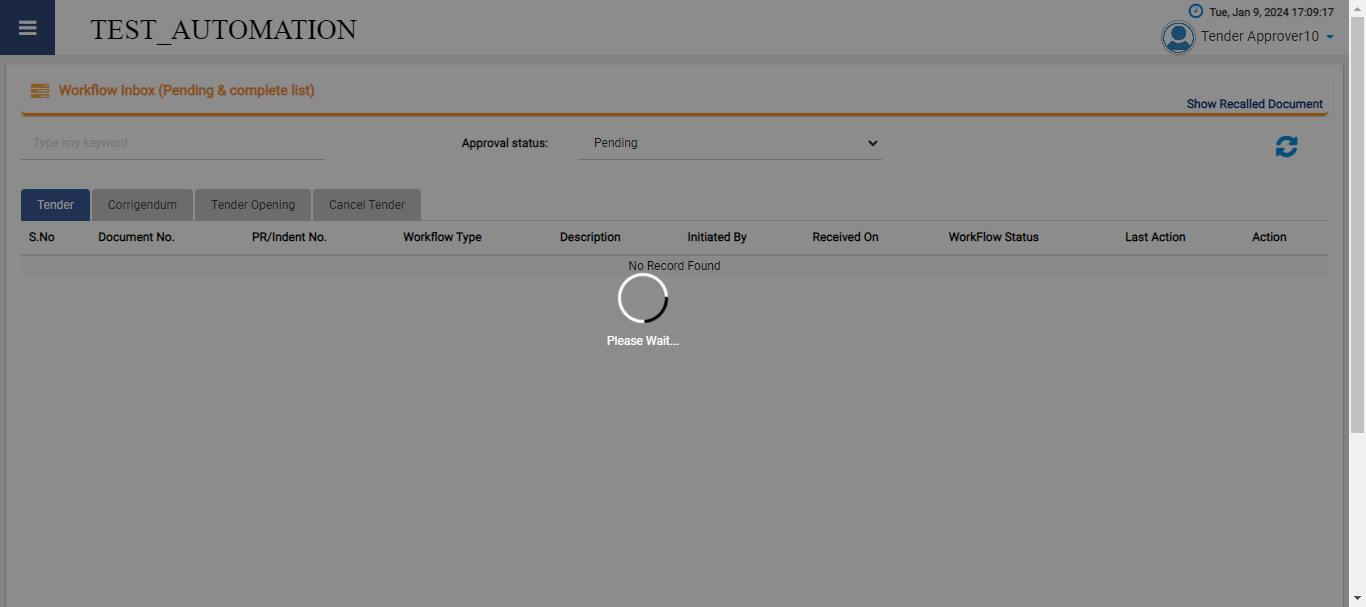 Tue, Jan 9, 2024 17:09:17
TEST_AUTOMATION
Tender Approver10
Workflow Inbox (Pending & complete list)
Show Recalled Document
Type any keyword
Approval status:
Pending
Tender
Corrigendum
Tender Opening
Cancel Tender
S.No Document No. PR/Indent No. Workflow Type Description Initiated By Received On WorkFlow Status Last Action Action
No Record Found
Please Wait...